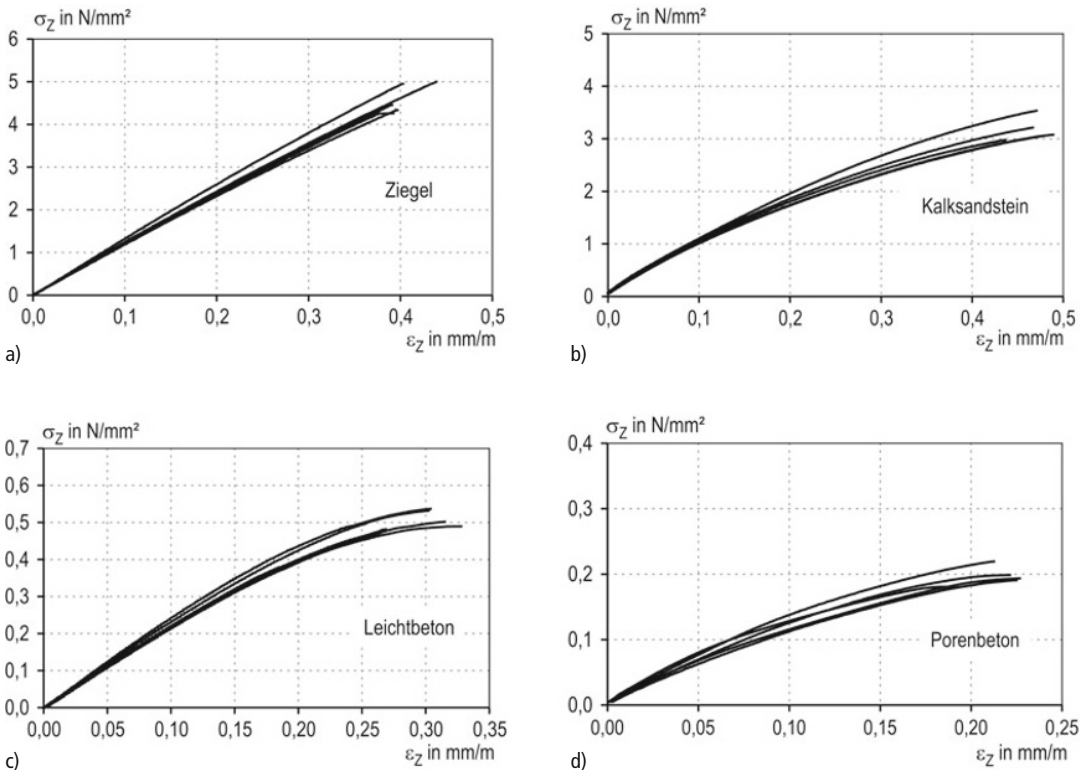 σZ in N/mm²
6
5
4
3
2
1
0
Ziegel
0,0 0,1 0,2 0,3 0,4 0,5
εZ in mm/m
a)
σZ in N/mm²
5
4
3
2
1
0
Kalksandstein
0,0 0,1 0,2 0,3 0,4 0,5
εZ in mm/m
b)
σZ in N/mm²
0,7
0,6
0,5
0,4
0,3
0,2
0,1
0,0
Leichtbeton
0,00 0,05 0,10 0,15 0,20 0,25 0,30 0,35
εZ in mm/m
c)
σZ in N/mm²
0,4
0,3
0,2
0,1
0,0
Porenbeton
0,00 0,05 0,10 0,15 0,20 0,25
εZ in mm/m
d)